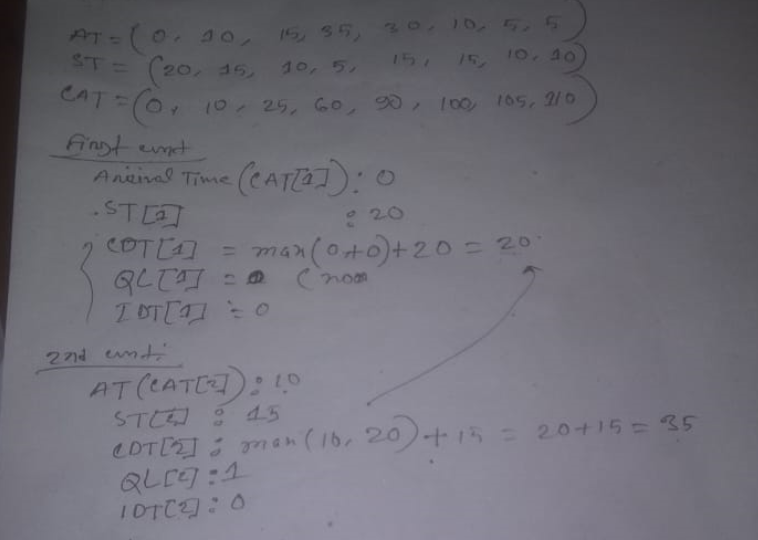 AT = (0, 10, 15, 35, 30, 10, 5, 5)
ST = (20, 15, 10, 5, 15, 15, 10, 10)
CAT = (0, 10, 25, 60, 90, 100, 105, 110)
First event
Arrival Time (CAT[1]): 0
ST[1] : 20
CDT[1] = max(0+0)+20 = 20
QL[1] = 0 (non
IDT[1] = 0
2nd event:
AT (CAT[2]): 10
ST[2] : 15
CDT[2] : max(10, 20) + 15 = 20+15 = 35
QL[2] : 1
IDT[2] : 0